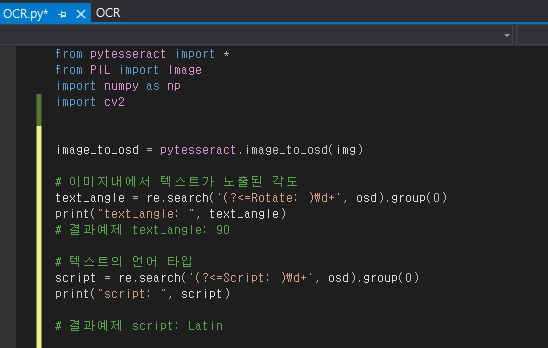 OCR.py*
OCR
from pytesseract import *
from PIL import Image
import numpy as np
import cv2
image_to_osd = pytesseract.image_to_osd(img)
# 이미지내에서 텍스트가 노출된 각도
text_angle = re.search('(?<=Rotate: )₩d+', osd).group(0)
print("text_angle: ", text_angle)
# 결과예제 text_angle: 90
# 텍스트의 언어 타입
script = re.search('(?<=Script: )₩d+', osd).group(0)
print("script: ", script)
# 결과예제 script: Latin